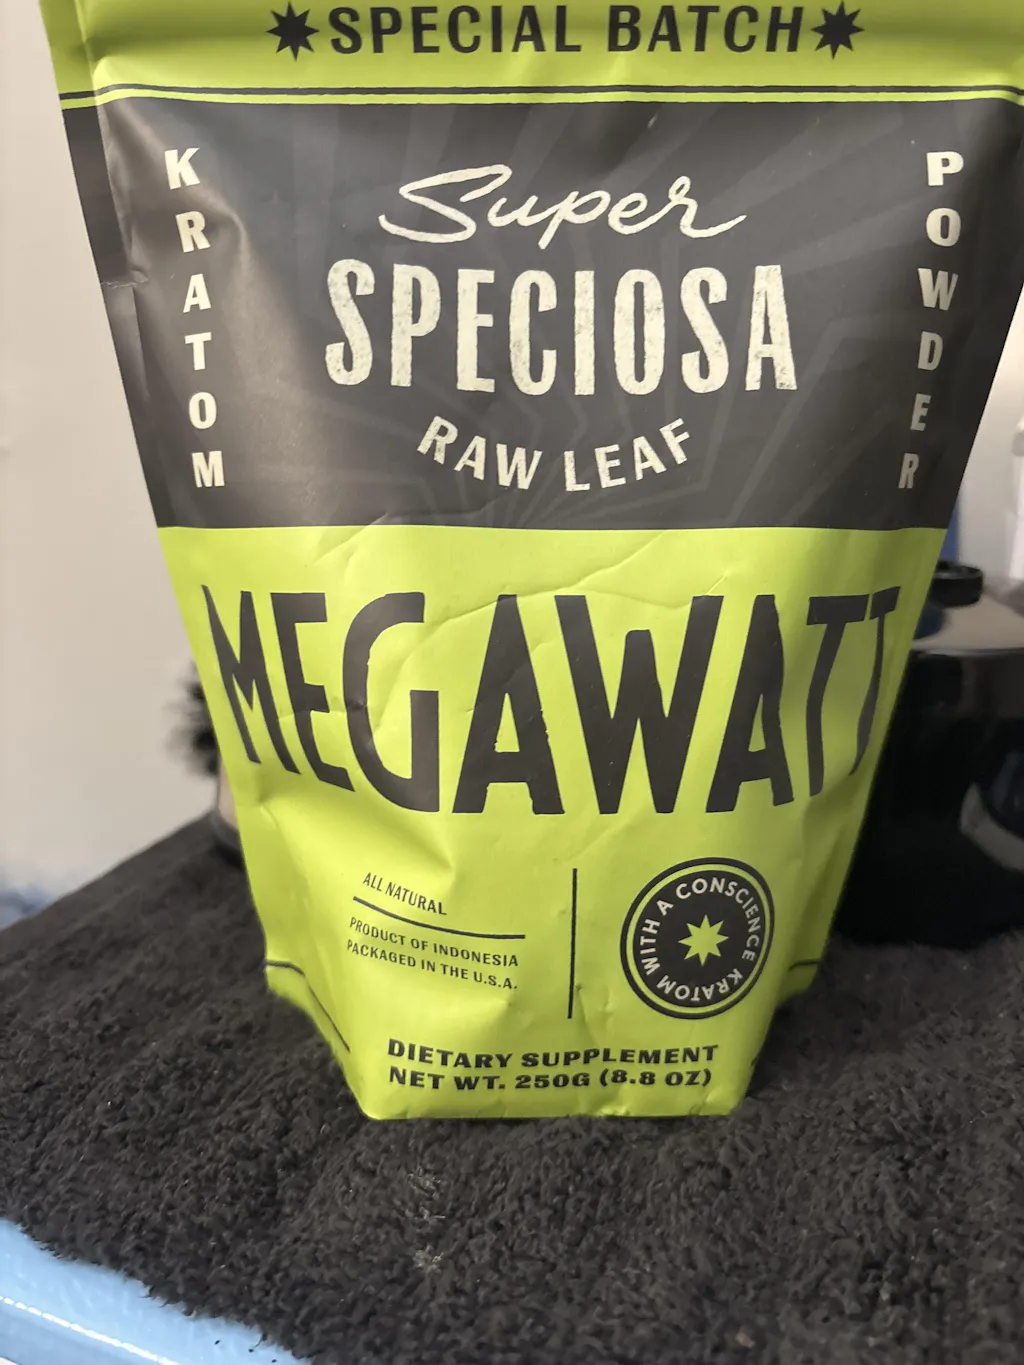 SPECIAL BATCH
KRATOM
Super
SPECIOSA
RAW LEAF
POWDER
MEGAWATT
ALL NATURAL
PRODUCT OF INDONESIA
PACKAGED IN THE U.S.A.
KRATOM WITH A CONSCIENCE
DIETARY SUPPLEMENT
NET WT. 250G (8.8 OZ)